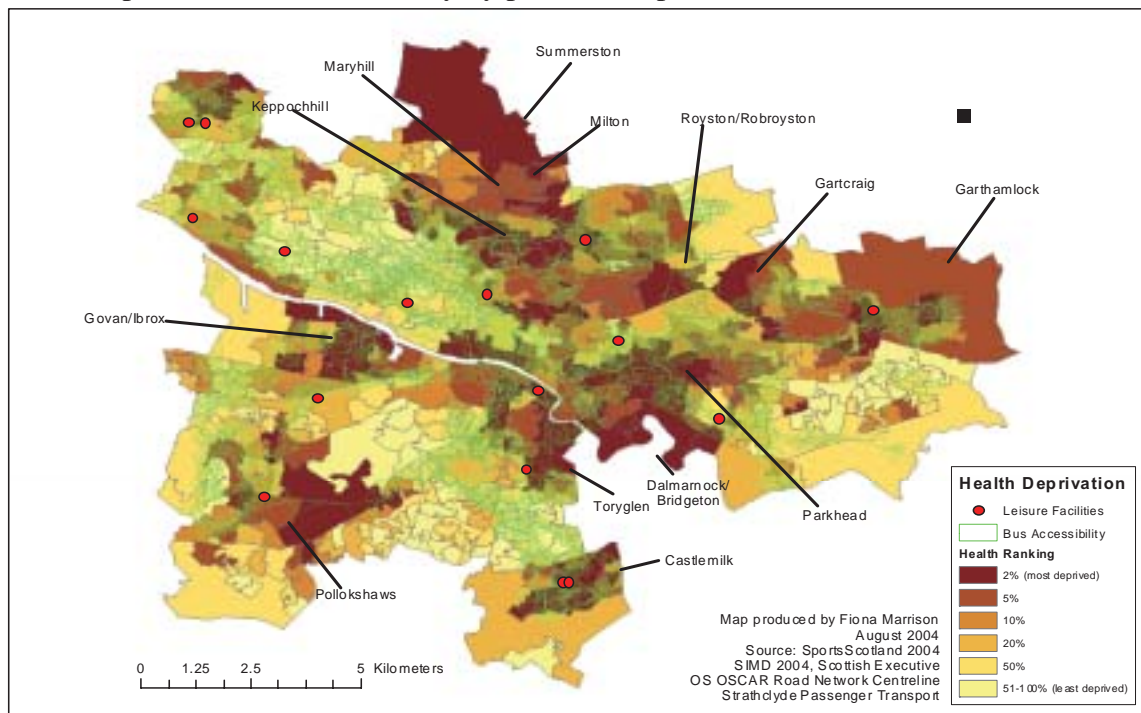 Summerston
Maryhill
Keppochhill
Milton
Royston/Robroyston
Gartcraig
Garthamlock
Govan/Ibrox
Toryglen
Dalmarnock/
Bridgeton
Parkhead
Castlemilk
Pollokshaws
Health Deprivation
Leisure Facilities
Bus Accessibility
Health Ranking
2% (most deprived)
5%
10%
20%
50%
51-100% (least deprived)
Map produced by Fiona Marrison
August 2004
Source: SportsScotland 2004
SIMD 2004, Scottish Executive
OS OSCAR Road Network Centreline
Strathclyde Passenger Transport
0 1.25 2.5 5 Kilometers